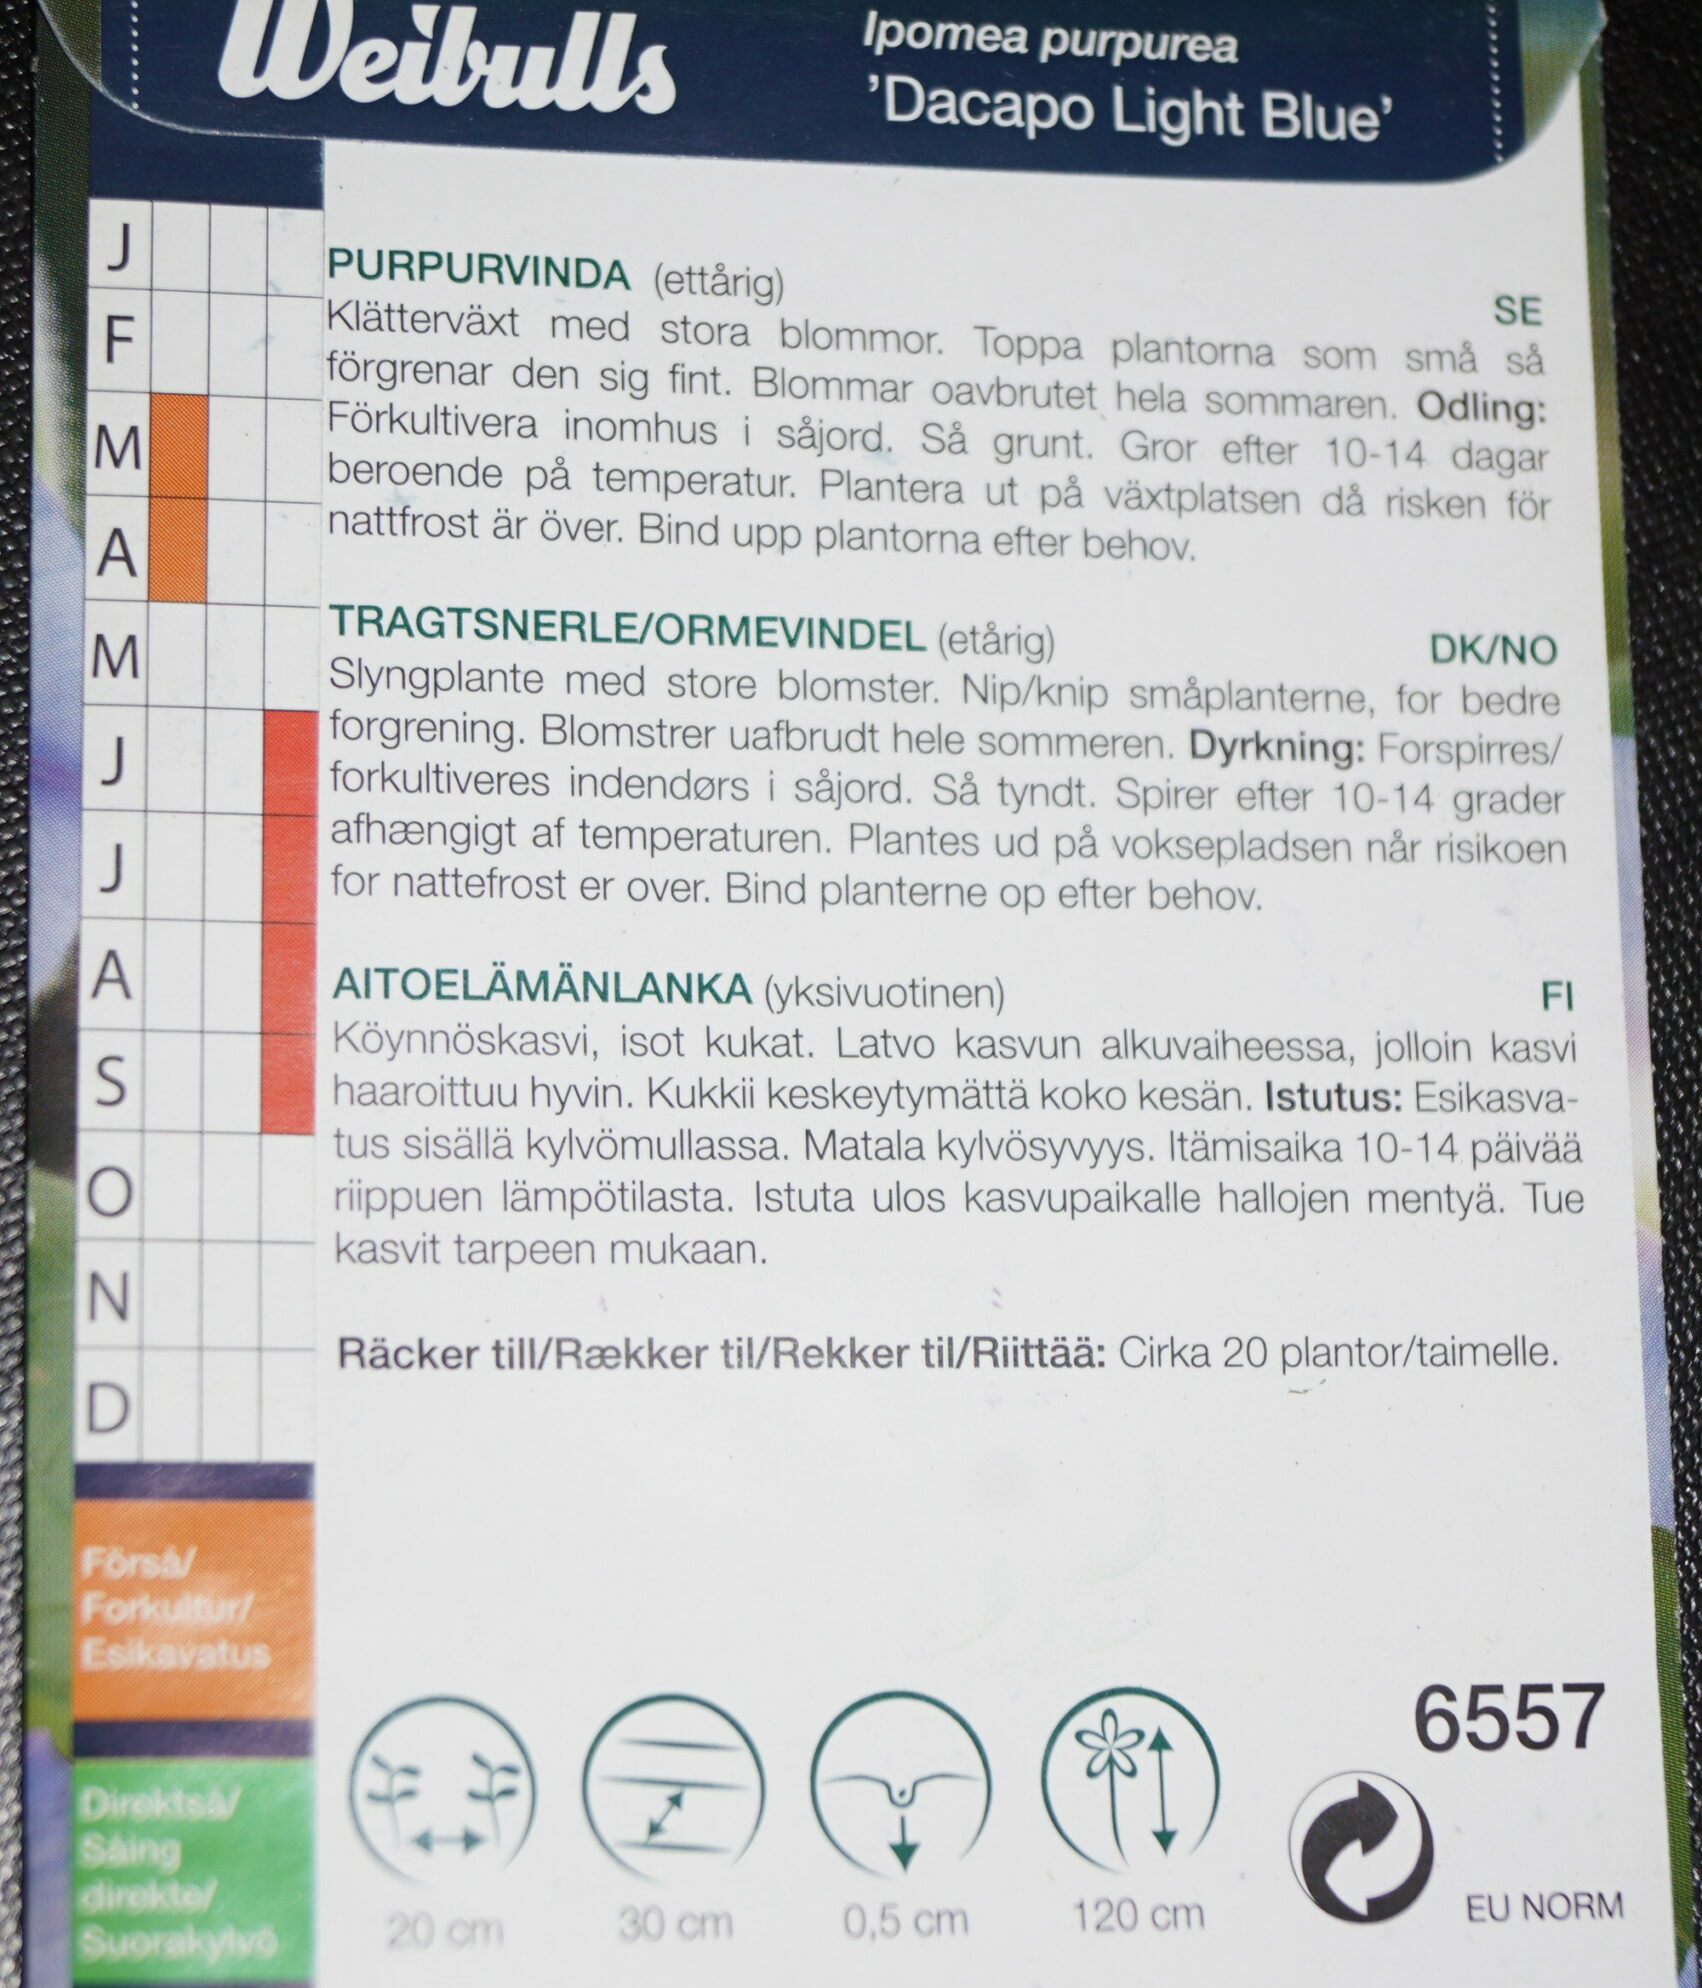 Weibulls
Ipomea purpurea
'Dacapo Light Blue'
J
F
M
A
M
J
J
A
S
O
N
D
PURPURVINDA (ettårig)
SE
Klätterväxt med stora blommor. Toppa plantorna som små så
förgrenar den sig fint. Blommar oavbrutet hela sommaren. Odling:
Förkultivera inomhus i såjord. Så grunt. Gror efter 10-14 dagar
beroende på temperatur. Plantera ut på växtplatsen då risken för
nattfrost är över. Bind upp plantorna efter behov.
TRAGTSNERLE/ORMEVINDEL (etårig)
DK/NO
Slyngplante med store blomster. Nip/knip småplanterne, for bedre
forgrening. Blomstrer uafbrudt hele sommeren. Dyrkning: Forspirres/
forkultiveres indendørs i såjord. Så tyndt. Spirer efter 10-14 grader
afhængigt af temperaturen. Plantes ud på voksepladsen når risikoen
for nattefrost er over. Bind planterne op efter behov.
AITOELÄMÄNLANKA (yksivuotinen)
FI
Köynnöskasvi, isot kukat. Latvo kasvun alkuvaiheessa, jolloin kasvi
haaroittuu hyvin. Kukkii keskeytymättä koko kesän. Istutus: Esikasva-
tus sisällä kylvömullassa. Matala kylvösyvyys. Itämisaika 10-14 päivää
riippuen lämpötilasta. Istuta ulos kasvupaikalle hallojen mentyä. Tue
kasvit tarpeen mukaan.
Räcker till/Rækker til/Rekker til/Riittää: Cirka 20 plantor/taimelle.
Förså/
Forkultur/
Esikavatus
Direktså/
Såing
direkte/
Suorakylvö
20 cm
30 cm
0,5 cm
120 cm
6557
EU NORM